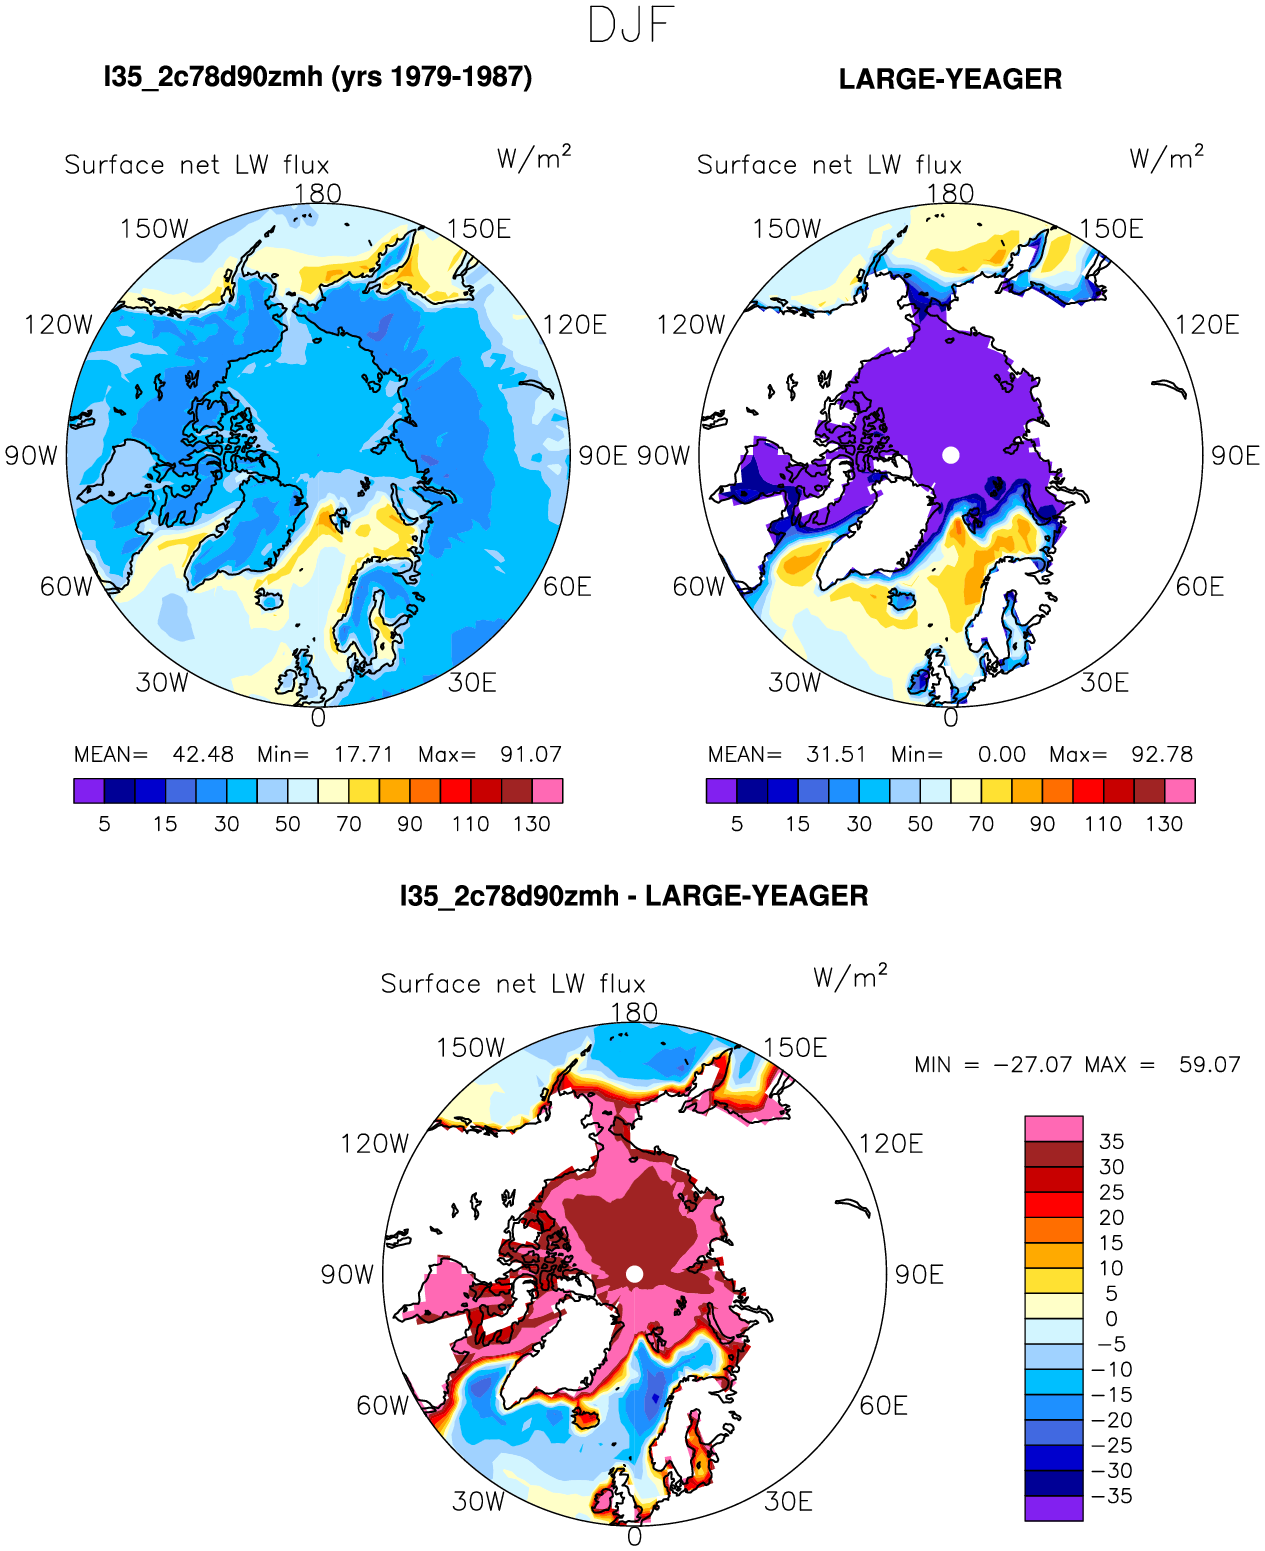 DJF
l35_2c78d90zmh (yrs 1979-1987)
LARGE-YEAGER
Surface net LW flux
W/m²
Surface net LW flux
W/m²
180
150W
150E
120W
120E
90W
90E
60W
60E
30W
30E
0
180
150W
150E
120W
120E
90W
90E
60W
60E
30W
30E
0
MEAN= 42.48 Min= 17.71 Max= 91.07
5 15 30 50 70 90 110 130
MEAN= 31.51 Min= 0.00 Max= 92.78
5 15 30 50 70 90 110 130
l35_2c78d90zmh - LARGE-YEAGER
Surface net LW flux
W/m²
180
150W
150E
120W
120E
90W
90E
60W
60E
30W
30E
0
MIN = −27.07 MAX = 59.07
35
30
25
20
15
10
5
0
−5
−10
−15
−20
−25
−30
−35